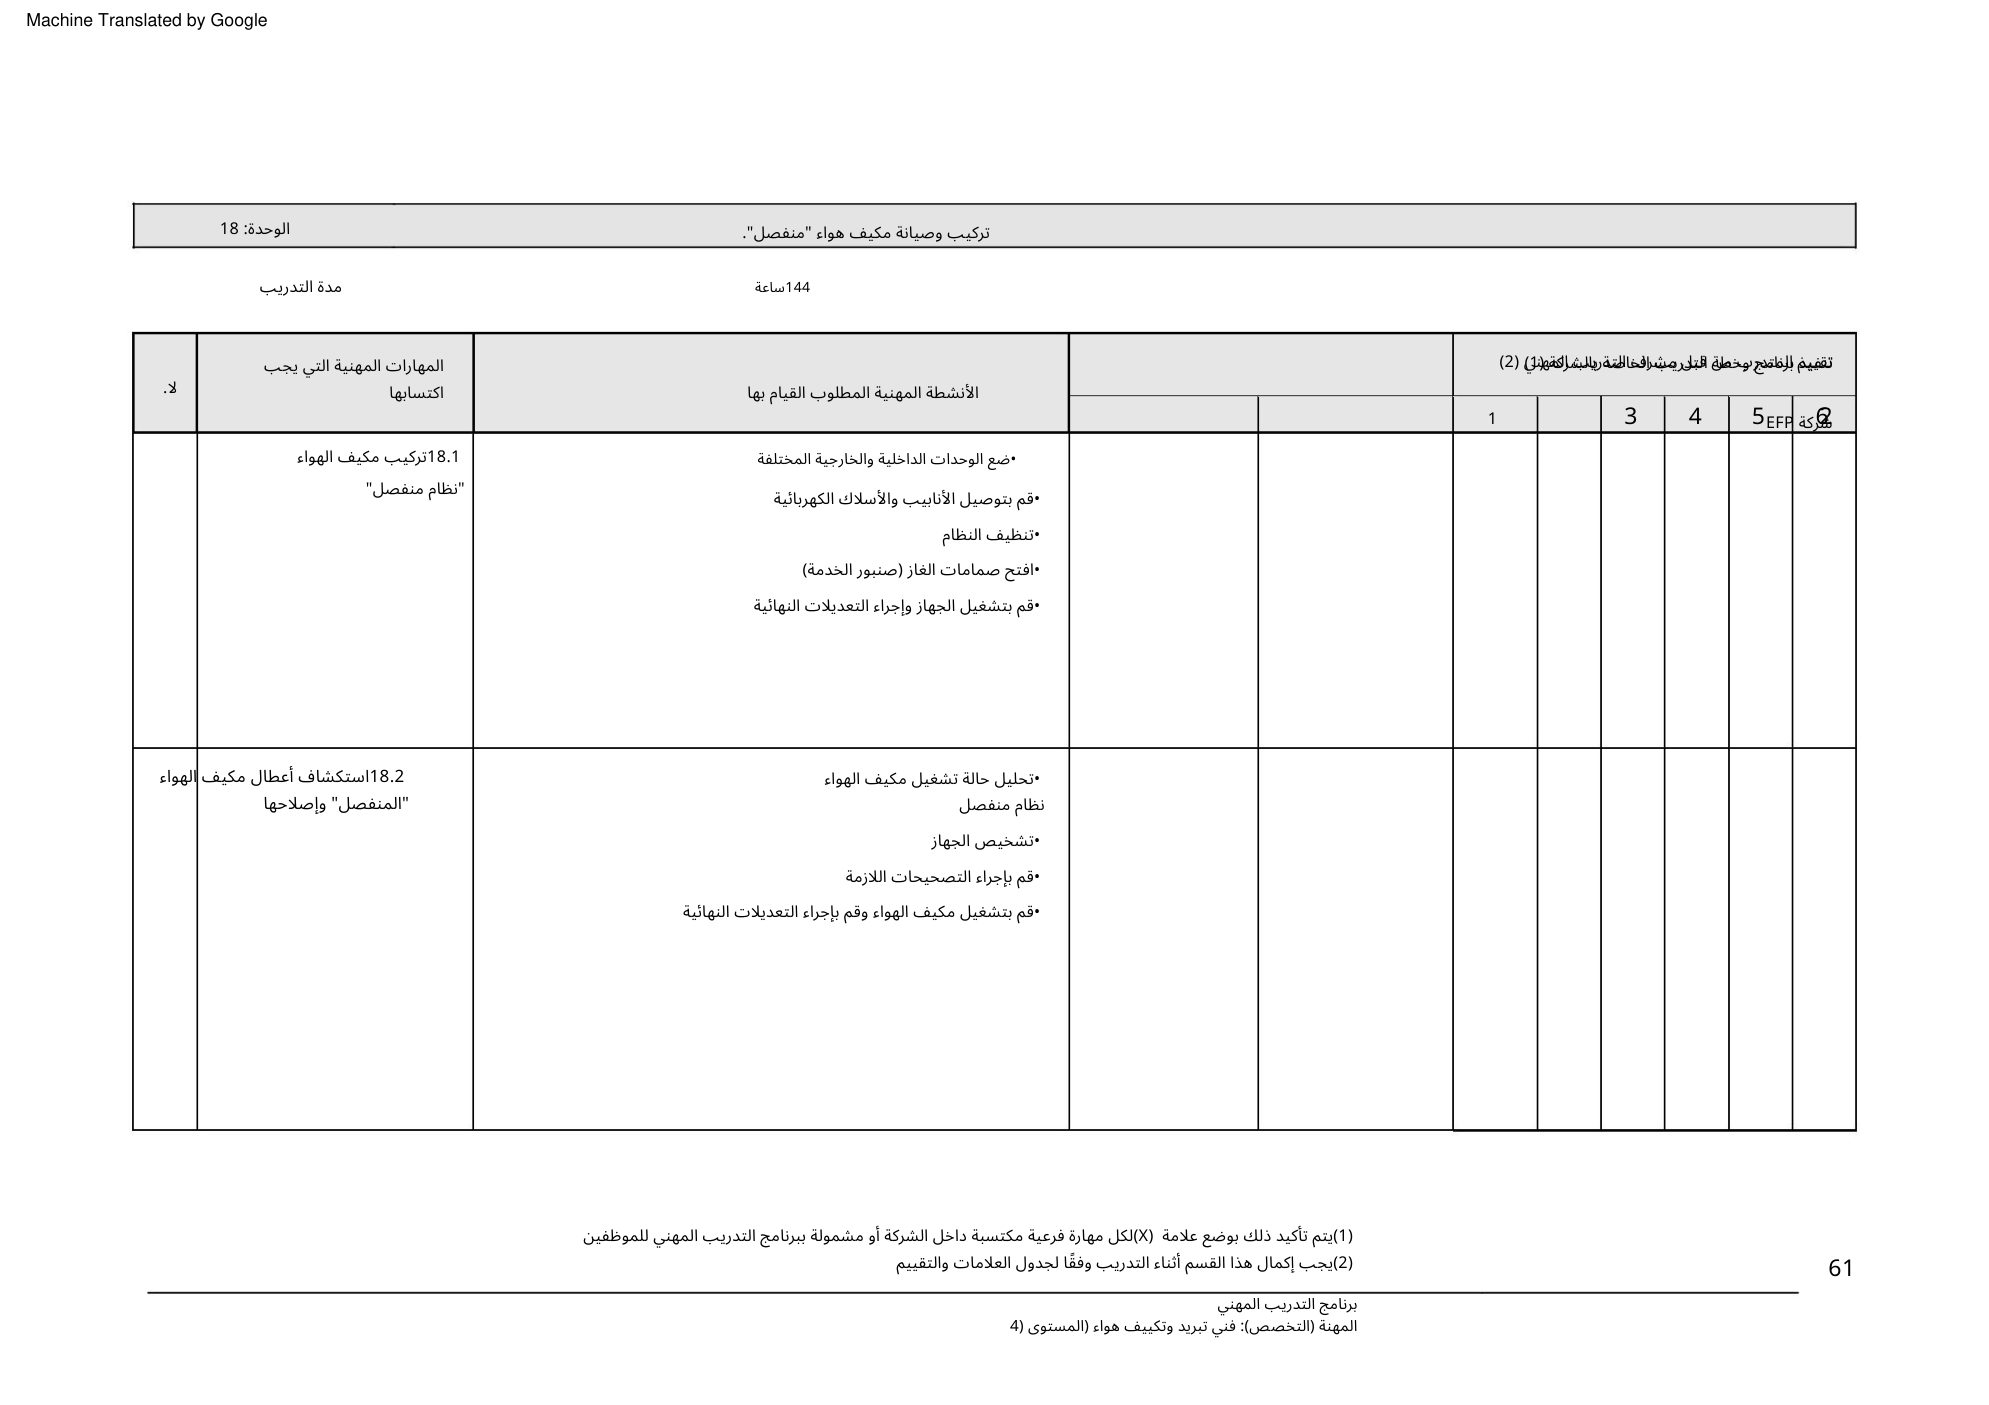 Machine Translated by Google
الوحدة: 18
تركيب وصيانة مكيف هواء "منفصل".
مدة التدريب
144ساعة
لا.
المهارات المهنية التي يجب
اكتسابها
الأنشطة المهنية المطلوب القيام بها
1
3
4
5
6
2
شركة EFP
18.1تركيب مكيف الهواء
"نظام منفصل"
•ضع الوحدات الداخلية والخارجية المختلفة
•قم بتوصيل الأنابيب والأسلاك الكهربائية
•تنظيف النظام
•افتح صمامات الغاز (صنبور الخدمة)
•قم بتشغيل الجهاز وإجراء التعديلات النهائية
18.2استكشاف أعطال مكيف الهواء
"المنفصل" وإصلاحها
•تحليل حالة تشغيل مكيف الهواء
نظام منفصل
•تشخيص الجهاز
•قم بإجراء التصحيحات اللازمة
•قم بتشغيل مكيف الهواء وقم بإجراء التعديلات النهائية
(1)يتم تأكيد ذلك بوضع علامة (X)لكل مهارة فرعية مكتسبة داخل الشركة أو مشمولة ببرنامج التدريب المهني للموظفين
(2)يجب إكمال هذا القسم أثناء التدريب وفقًا لجدول العلامات والتقييم
61
برنامج التدريب المهني
المهنة (التخصص): فني تبريد وتكييف هواء (المستوى 4)